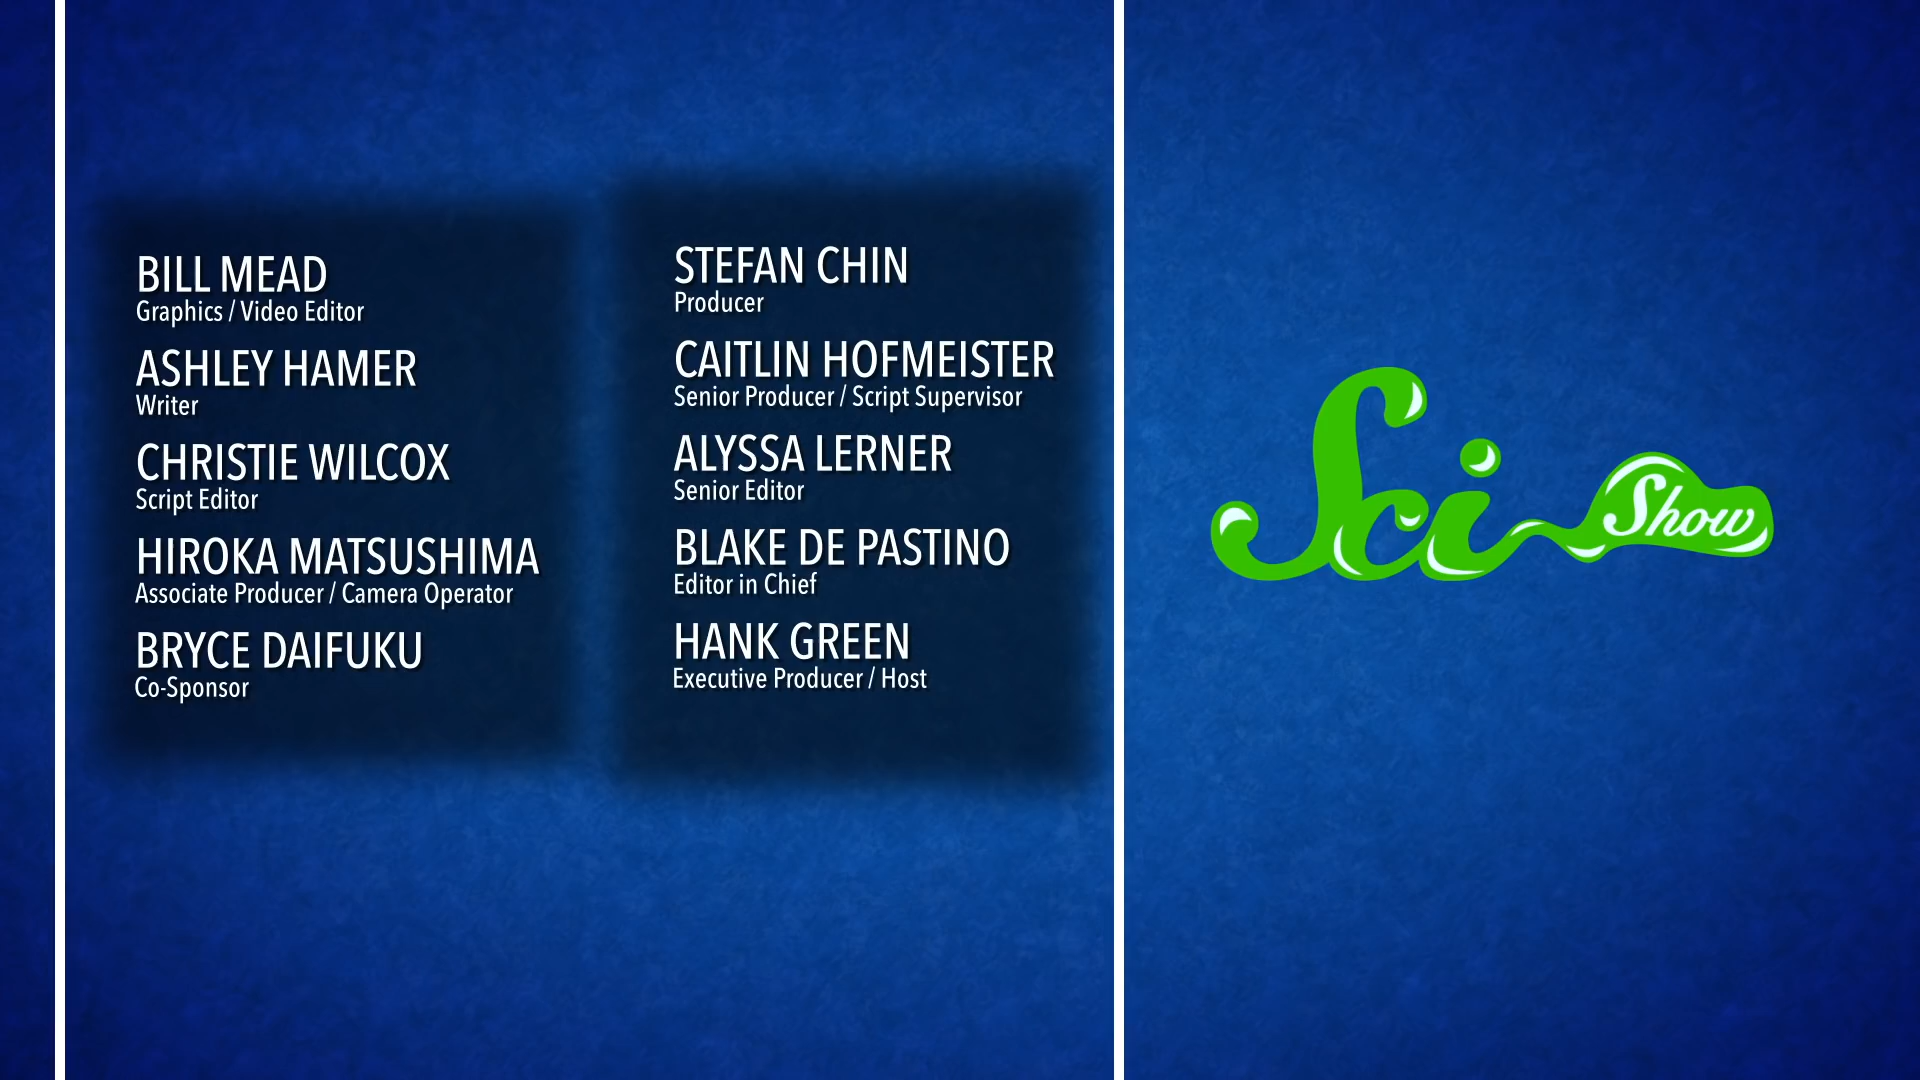 BILL MEAD
Graphics / Video Editor
ASHLEY HAMER
Writer
CHRISTIE WILCOX
Script Editor
HIROKA MATSUSHIMA
Associate Producer / Camera Operator
BRYCE DAIFUKU
Co-Sponsor
STEFAN CHIN
Producer
CAITLIN HOFMEISTER
Senior Producer / Script Supervisor
ALYSSA LERNER
Senior Editor
BLAKE DE PASTINO
Editor in Chief
HANK GREEN
Executive Producer / Host
Sci Show